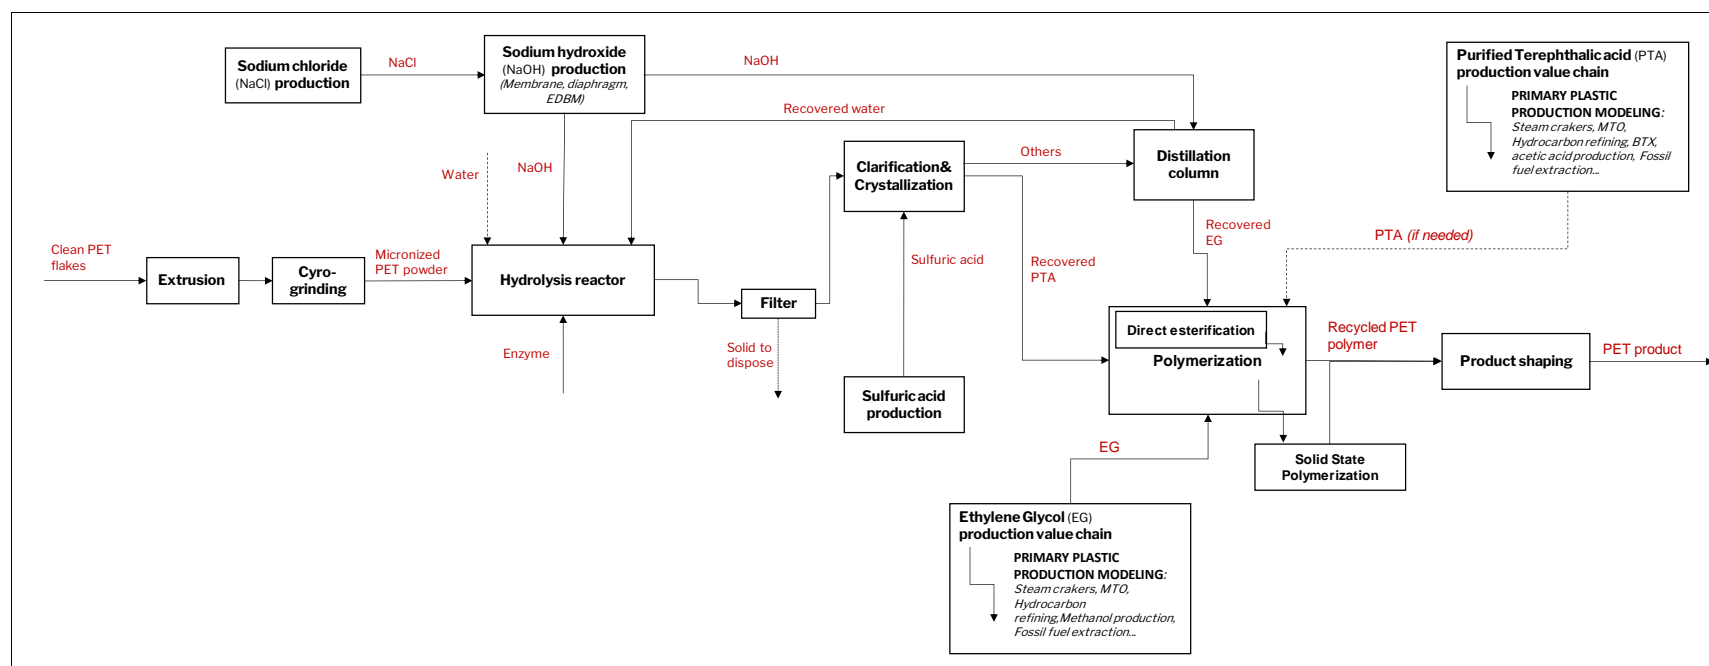 Sodium chloride
(NaCl) production
NaCl
Sodium hydroxide
(NaOH) production
(Membrane, diaphragm,
EDBM)
NaOH
Recovered water
Purified Terephthalic acid (PTA)
production value chain
PRIMARY PLASTIC
PRODUCTION MODELING:
Steam crakers, MTO,
Hydrocarbon refining, BTX,
acetic acid production, Fossil
fuel extraction...
Water
NaOH
Clarification&
Crystallization
Others
Distillation
column
Clean PET
flakes
Extrusion
Cyro-
grinding
Micronized
PET powder
Hydrolysis reactor
Filter
Sulfuric acid
Recovered
PTA
Recovered
EG
PTA (if needed)
Enzyme
Solid to
dispose
Sulfuric acid
production
Direct esterification
Polymerization
Recycled PET
polymer
Product shaping
PET product
EG
Solid State
Polymerization
Ethylene Glycol (EG)
production value chain
PRIMARY PLASTIC
PRODUCTION MODELING:
Steam crakers, MTO,
Hydrocarbon
refining,Methanol production,
Fossil fuel extraction...